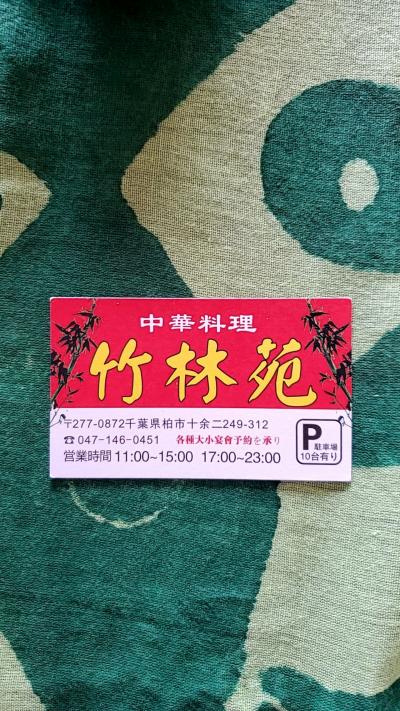 中華料理
竹林苑
〒277-0872千葉県柏市十余二249-312
☎047-146-0451 各種大小宴會予約を承り
営業時間 11:00~15:00 17:00~23:00
P 駐車場
10台有り